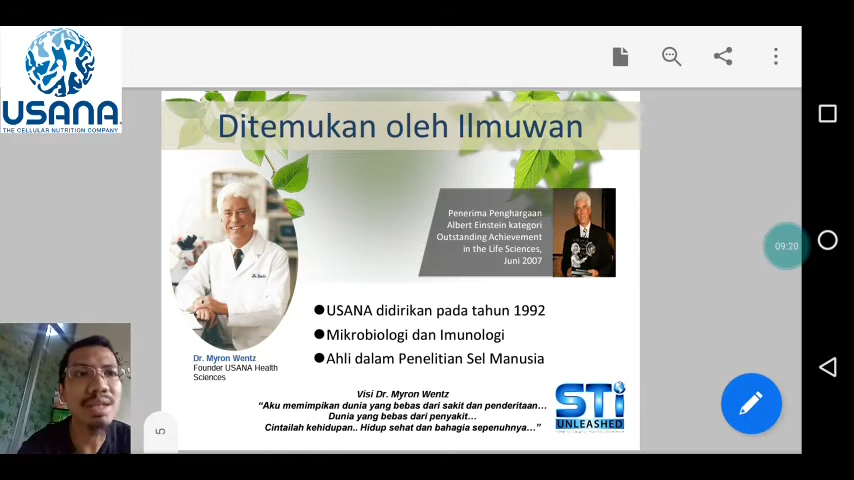 USANA
THE CELLULAR NUTRITION COMPANY
Ditemukan oleh Ilmuwan
Penerima Penghargaan
Albert Einstein kategori
Outstanding Achievement
in the Life Sciences,
Juni 2007
09:20
●USANA didirikan pada tahun 1992
●Mikrobiologi dan Imunologi
●Ahli dalam Penelitian Sel Manusia
Dr. Myron Wentz
Founder USANA Health
Sciences
Visi Dr. Myron Wentz
“Aku memimpikan dunia yang bebas dari sakit dan penderitaan...
Dunia yang bebas dari penyakit...
Cintailah kehidupan.. Hidup sehat dan bahagia sepenuhnya...”
STi
UNLEASHED
5